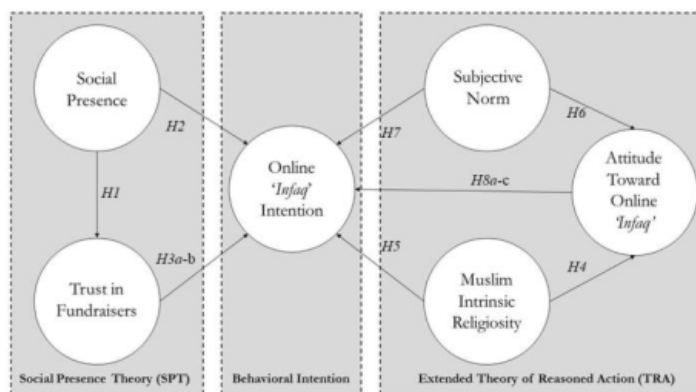 Social
Presence
H2
H1
Trust in
Fundraisers
H3a-b
Social Presence Theory (SPT)
Online
'Infaq'
Intention
Behavioral Intention
Subjective
Norm
H7
H6
H8a-c
Attitude
Toward
Online
'Infaq'
H5
H4
Muslim
Intrinsic
Religiosity
Extended Theory of Reasoned Action (TRA)